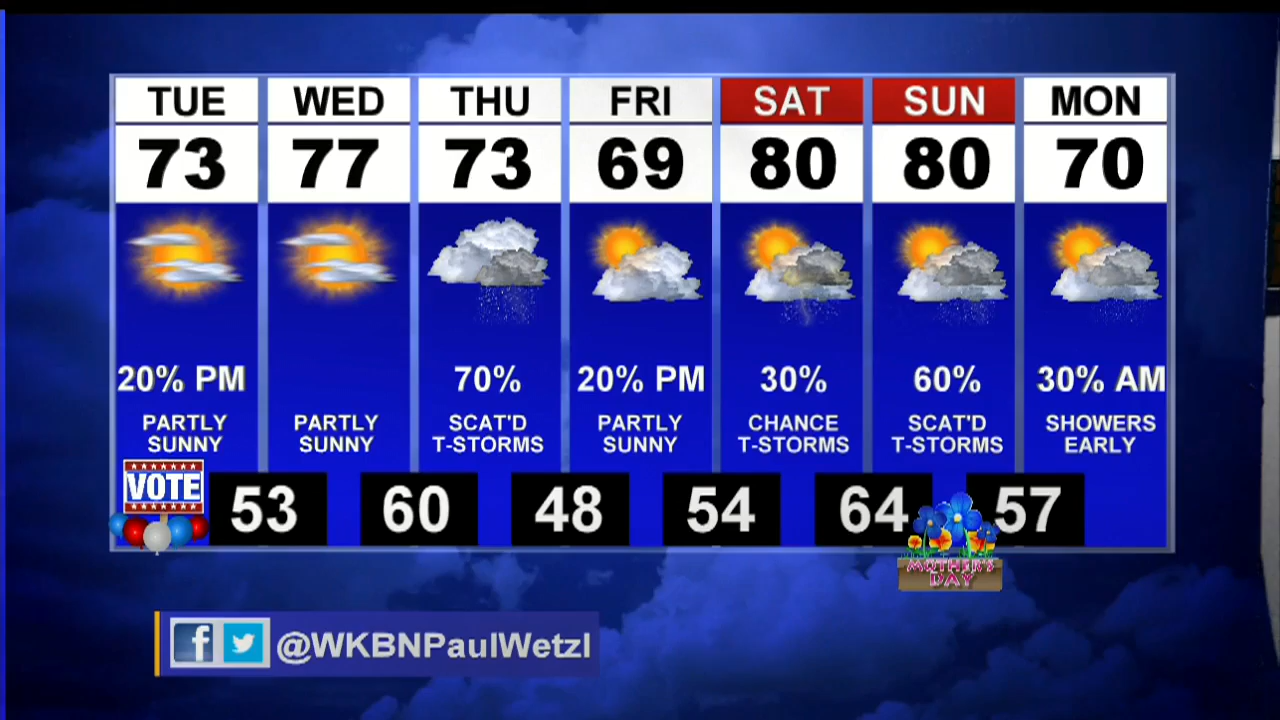 TUE WED THU FRI SAT SUN MON
73 77 73 69 80 80 70
20% PM 70% 20% PM 30% 60% 30% AM
PARTLY PARTLY SCAT'D PARTLY CHANCE SCAT'D SHOWERS
SUNNY SUNNY T-STORMS SUNNY T-STORMS T-STORMS EARLY
VOTE
53 60 48 54 64 57
MOTHER'S
DAY
f @WKBNPaulWetzl